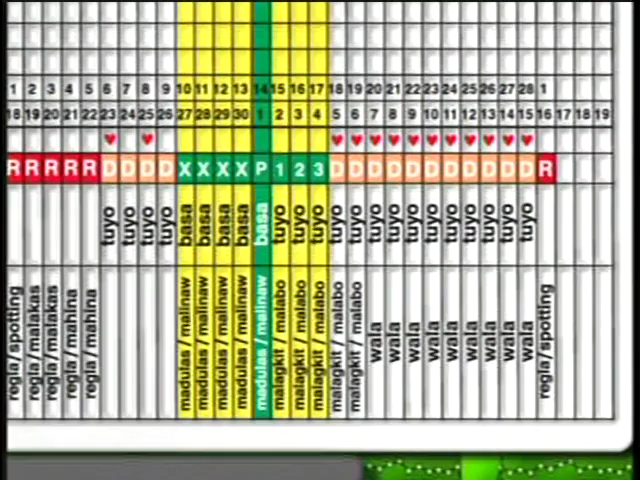 1 2 3 4 5 6 7 8 9 10 11 12 13 14 15 16 17 18 19 20 21 22 23 24 25 26 27 28 1
18 19 20 21 22 23 24 25 26 27 28 29 30 1 2 3 4 5 6 7 8 9 10 11 12 13 14 15 16 17 18 19
R R R R R D D D D X X X X P 1 2 3 D D D D D D D D D D D R
tuyo tuyo tuyo tuyo basa basa basa basa basa tuyo tuyo tuyo tuyo tuyo tuyo tuyo tuyo tuyo tuyo tuyo tuyo tuyo tuyo
regla/spotting regla/malakas regla/malakas regla/mahina regla/mahina madulas / malinaw madulas / malinaw madulas / malinaw madulas / malinaw madulas / malinaw malagkit / malabo malagkit / malabo malagkit / malabo malagkit / malabo malagkit / malabo wala wala wala wala wala wala wala wala wala regla/spotting